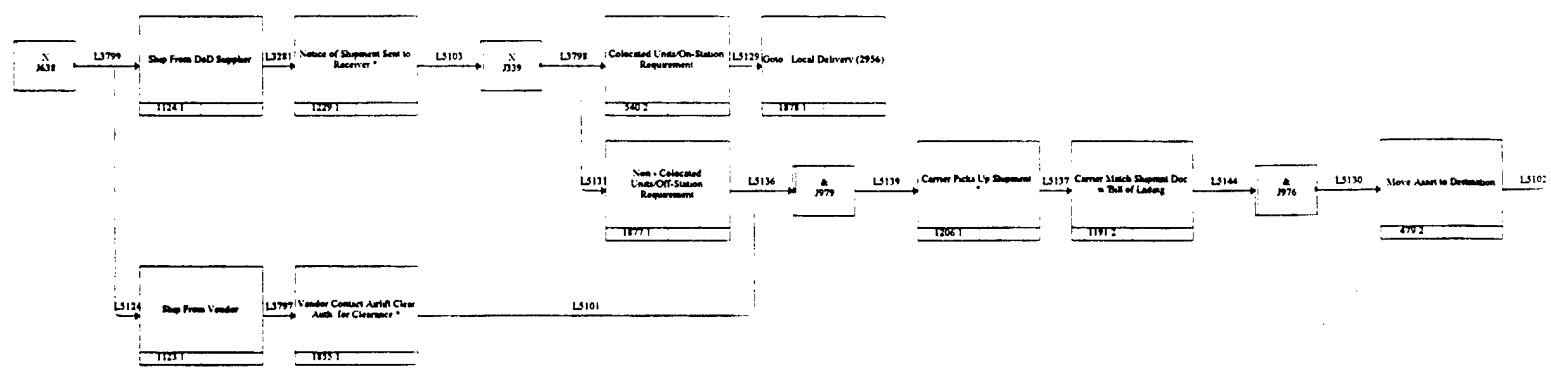 X
J638
L3799
Ship From DoD Supplier
1124.1
L3281
Notice of Shipment Sent to
Receiver *
1229.1
L5103
X
J339
L3798
Colocated Units/On-Station
Requirement
540.2
L5129
Goto Local Delivery (2956)
1878.1
L5131
Non - Colocated
Units/Off-Station
Requirement
1877.1
L5136
&
J979
L5139
Carrier Picks Up Shipment
*
1206.1
L5137
Carrier Match Shipmnt Doc
w/Bill of Lading
1191.2
L5144
&
J976
L5130
Move Asset to Destination
479.2
L5102
L5124
Ship From Vendor
1123.1
L3797
Vendor Contact Airlift Clear
Auth for Clearance *
1855.1
L5101